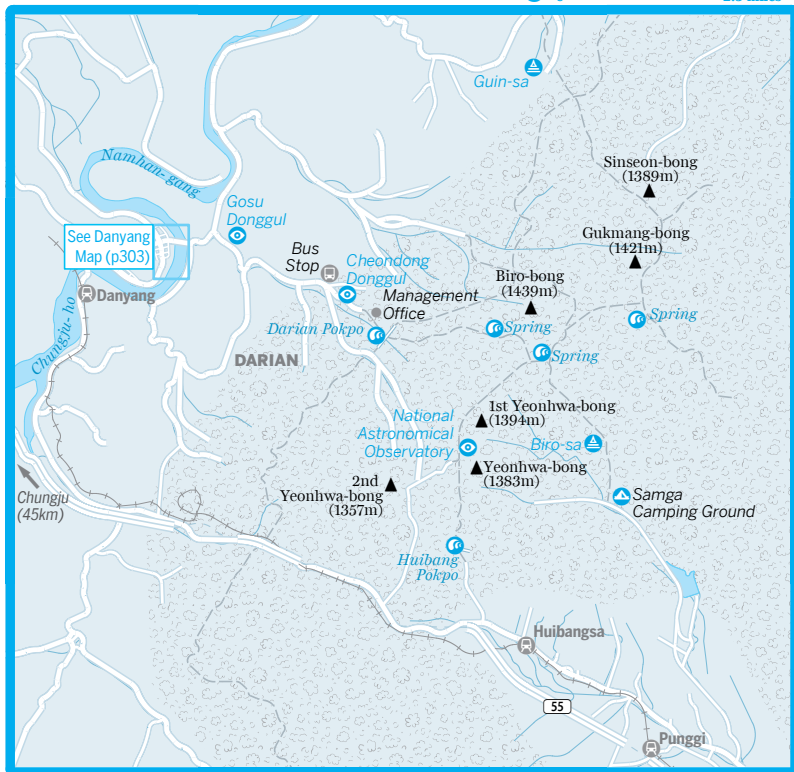 Guin-sa
Namhan- gang
Sinseon-bong
(1389m)
Gosu
Donggul
See Danyang
Map (p303)
Bus
Stop
Gukmang-bong
(1421m)
Cheondong
Donggul
Biro-bong
(1439m)
Danyang
Management
Office
Chungju- ho
Darian Pokpo
Spring
Spring
Spring
DARIAN
1st Yeonhwa-bong
(1394m)
National
Astronomical
Observatory
Biro-sa
Yeonhwa-bong
(1383m)
2nd
Yeonhwa-bong
(1357m)
Chungju
(45km)
Samga
Camping Ground
Huibang
Pokpo
Huibangsa
55
Punggi